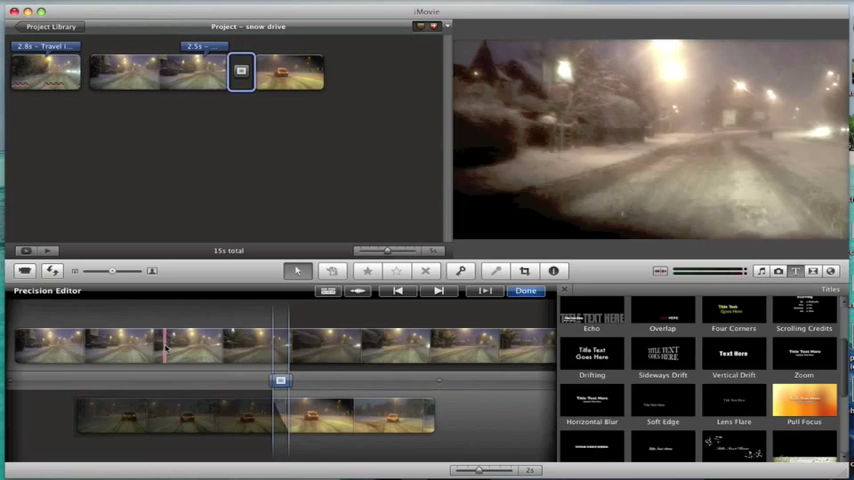 iMovie
Project Library
Project - snow drive
2.8s - Travel i...
2.5s - ...
15s total
5s
Precision Editor
Done
Titles
Echo
Overlap
Four Corners
Scrolling Credits
Title Text Here
Goes Here
TITLE TEXT
HERE
Text Here
Drifting
Sideways Drift
Vertical Drift
Zoom
Horizontal Blur
Soft Edge
Lens Flare
Pull Focus
2s